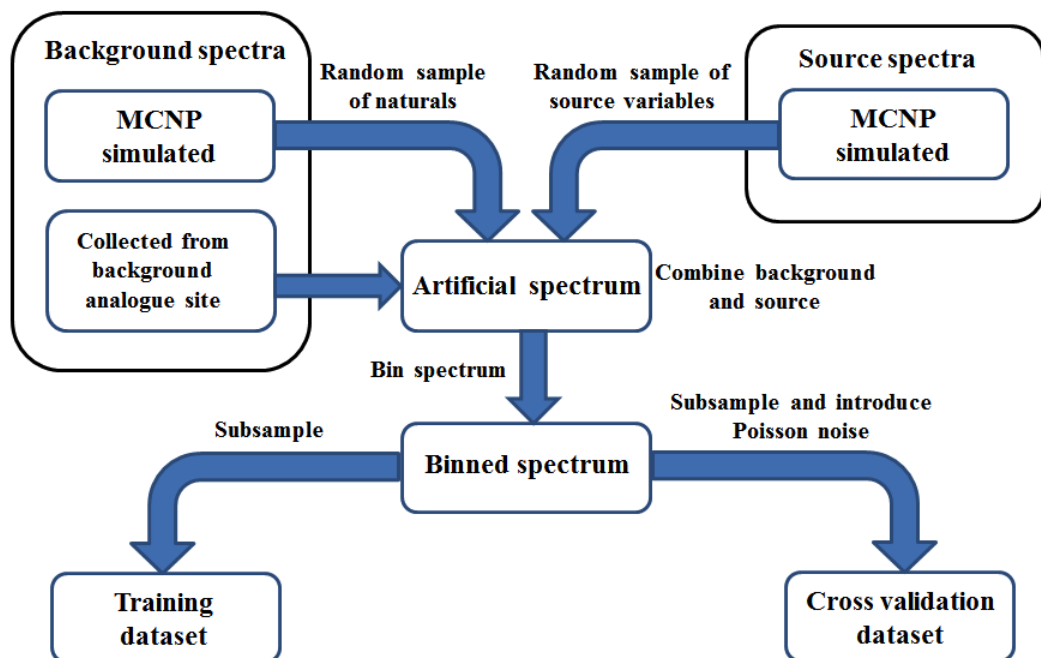 Background spectra
MCNP
simulated
Collected from
background
analogue site
Random sample
of naturals
Random sample of
source variables
Source spectra
MCNP
simulated
Artificial spectrum
Combine background
and source
Bin spectrum
Binned spectrum
Subsample
Subsample and introduce
Poisson noise
Training
dataset
Cross validation
dataset